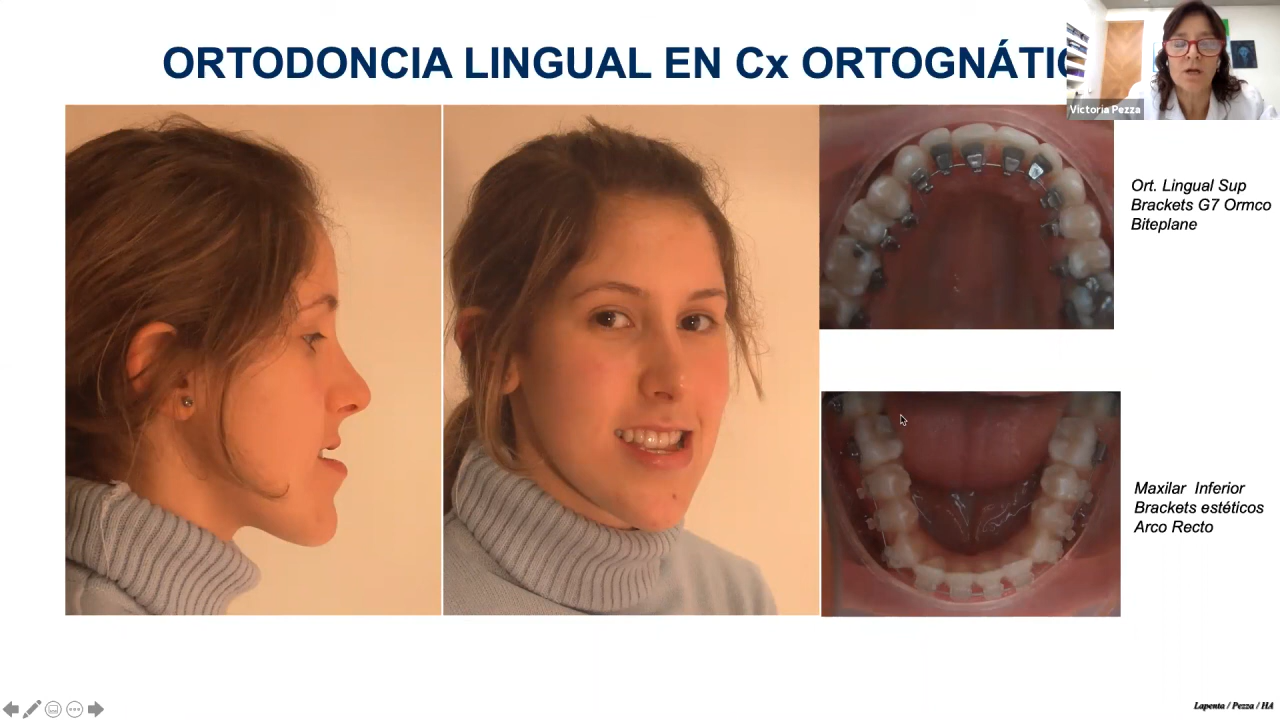 ORTODONCIA LINGUAL EN Cx ORTOGNÁTIC
Victoria Pezza
Ort. Lingual Sup
Brackets G7 Ormco
Biteplane
Maxilar Inferior
Brackets estéticos
Arco Recto
Lapenta / Pezza / HA